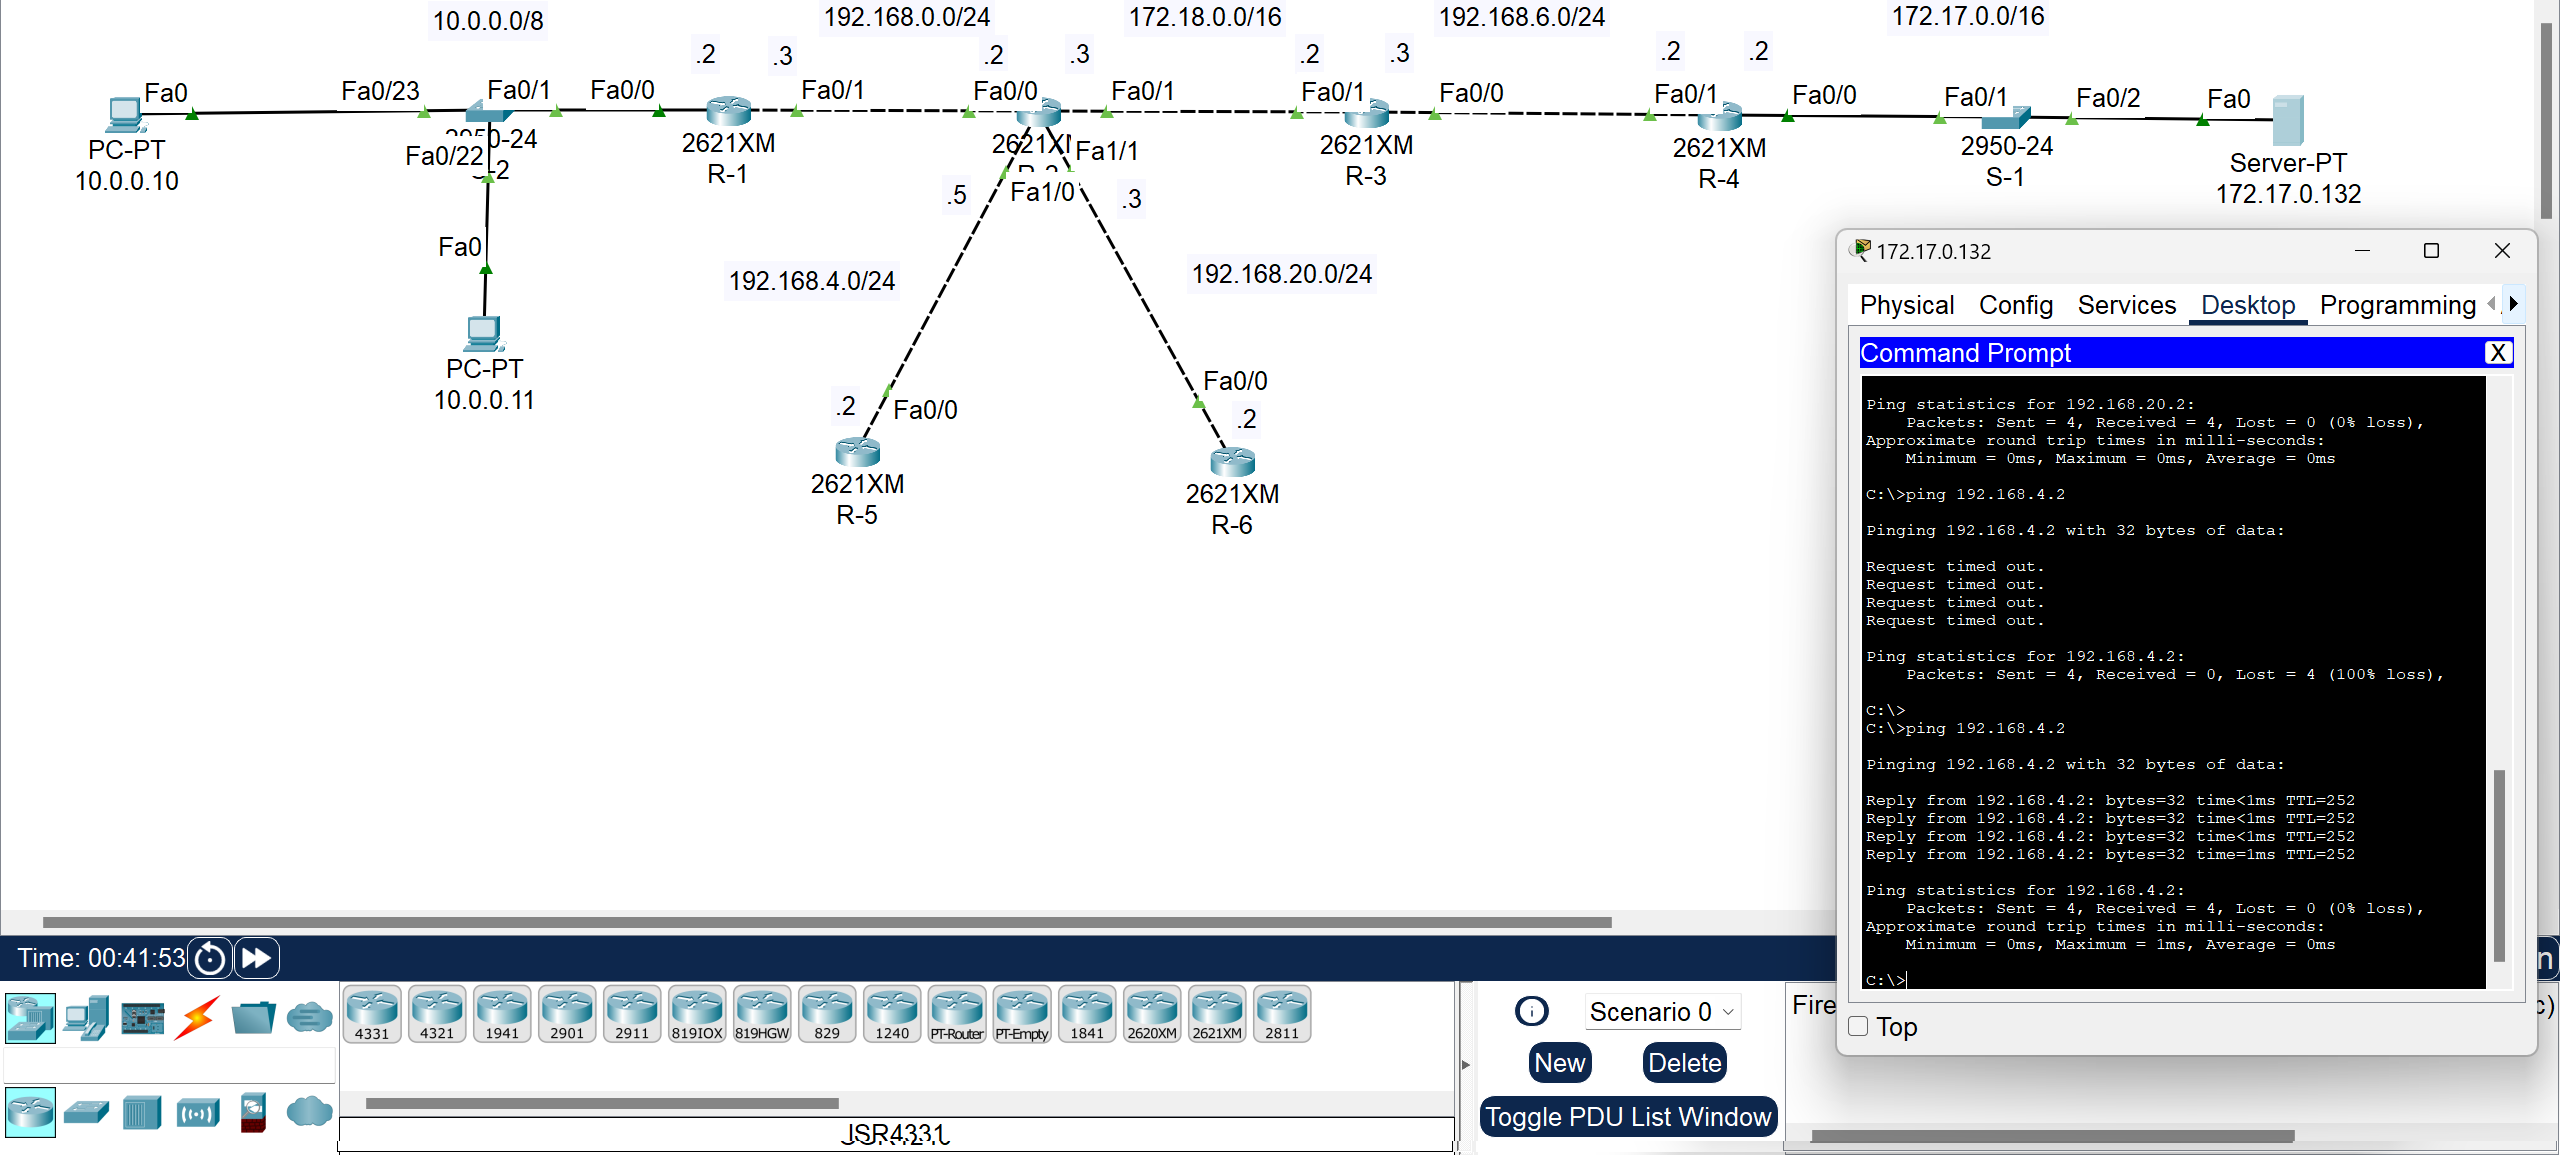 10.0.0.0/8
192.168.0.0/24
172.18.0.0/16
192.168.6.0/24
172.17.0.0/16
.2
.3
.2
.3
.2
.3
.2
.2
Fa0
Fa0/23
Fa0/1
Fa0/0
Fa0/1
Fa0/0
Fa0/1
Fa0/1
Fa0/0
Fa0/1
Fa0/0
Fa0/1
Fa0/2
Fa0
PC-PT
10.0.0.10
Fa0/22
2621XM
R-1
Fa1/1
Fa1/0
.5
.3
2621XM
R-3
2621XM
R-4
2950-24
S-1
Server-PT
172.17.0.132
Fa0
PC-PT
10.0.0.11
192.168.4.0/24
192.168.20.0/24
.2
Fa0/0
Fa0/0
.2
2621XM
R-5
2621XM
R-6
172.17.0.132
Physical Config Services Desktop Programming
Command Prompt X
Ping statistics for 192.168.20.2:
Packets: Sent = 4, Received = 4, Lost = 0 (0% loss),
Approximate round trip times in milli-seconds:
Minimum = 0ms, Maximum = 0ms, Average = 0ms
C:\>ping 192.168.4.2
Pinging 192.168.4.2 with 32 bytes of data:
Request timed out.
Request timed out.
Request timed out.
Request timed out.
Ping statistics for 192.168.4.2:
Packets: Sent = 4, Received = 0, Lost = 4 (100% loss),
C:\>
C:\>ping 192.168.4.2
Pinging 192.168.4.2 with 32 bytes of data:
Reply from 192.168.4.2: bytes=32 time<1ms TTL=252
Reply from 192.168.4.2: bytes=32 time<1ms TTL=252
Reply from 192.168.4.2: bytes=32 time<1ms TTL=252
Reply from 192.168.4.2: bytes=32 time=1ms TTL=252
Ping statistics for 192.168.4.2:
Packets: Sent = 4, Received = 4, Lost = 0 (0% loss),
Approximate round trip times in milli-seconds:
Minimum = 0ms, Maximum = 1ms, Average = 0ms
C:\>
Top
Time: 00:41:53
4331 4321 1941 2901 2911 819IOX 819HGW 829 1240 PT-Router PT-Empty 1841 2620XM 2621XM 2811
Scenario 0
New Delete
Toggle PDU List Window
Fire